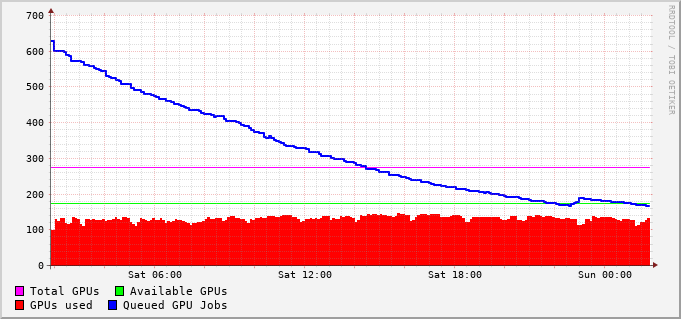 700
600
500
400
300
200
100
0
Sat 06:00 Sat 12:00 Sat 18:00 Sun 00:00
Total GPUs Available GPUs
GPUs used Queued GPU Jobs
RRDTOOL / TOBI OETIKER